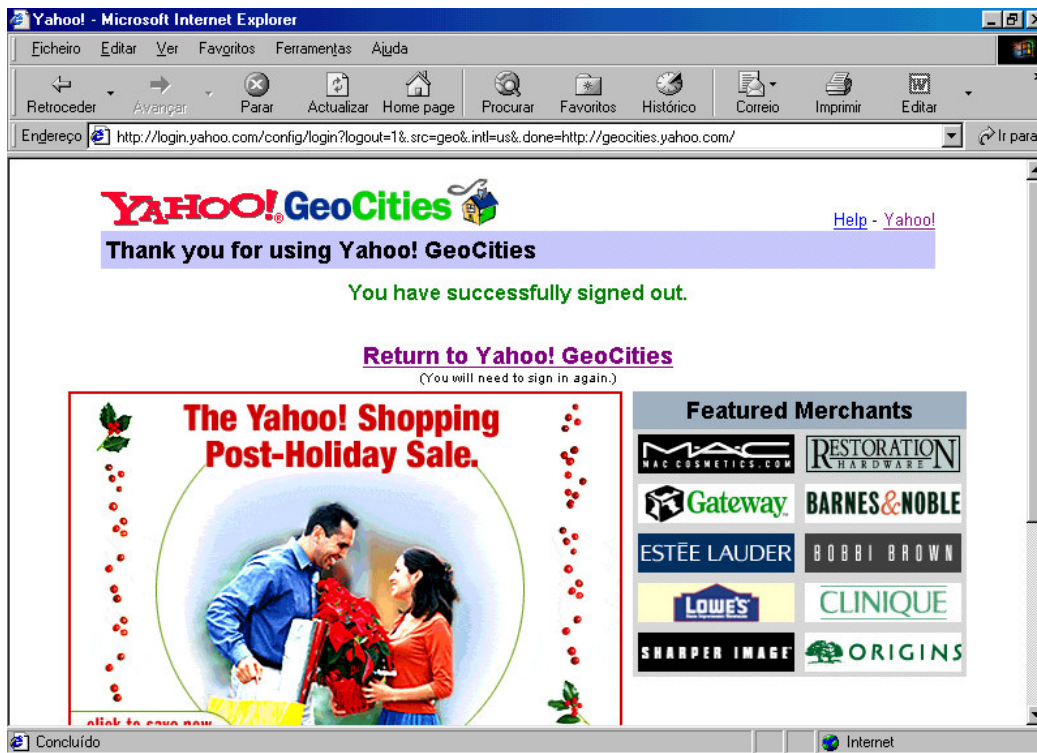 Yahoo! - Microsoft Internet Explorer
Ficheiro Editar Ver Favoritos Ferramentas Ajuda
Retroceder Avançar Parar Actualizar Home page Procurar Favoritos Histórico Correio Imprimir Editar
Endereço http://login.yahoo.com/config/login?logout=1&.src=geo&.intl=us&.done=http://geocities.yahoo.com/ Ir para
YAHOO!® GeoCities
Help - Yahoo!
Thank you for using Yahoo! GeoCities
You have successfully signed out.
Return to Yahoo! GeoCities
(You will need to sign in again.)
The Yahoo! Shopping
Post-Holiday Sale.
click to save now
Featured Merchants
MAC
MACCOSMETICS.COM
RESTORATION
HARDWARE
Gateway
BARNES&NOBLE
ESTĒE LAUDER
BOBBI BROWN
LOWE'S
CLINIQUE
SHARPER IMAGE
ORIGINS
Concluído Internet